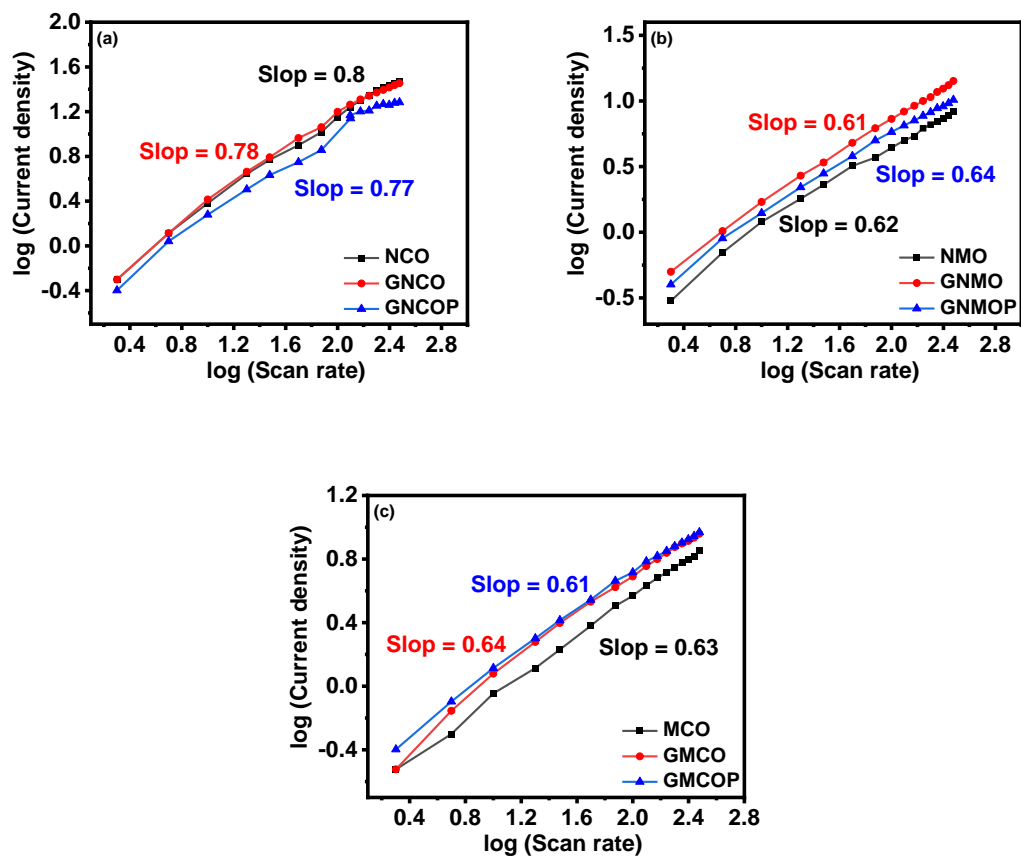 (a)
2.0
1.6
1.2
0.8
0.4
0.0
-0.4
log (Current density)
Slop = 0.8
Slop = 0.78
Slop = 0.77
NCO
GNCO
GNCOP
0.4 0.8 1.2 1.6 2.0 2.4 2.8
log (Scan rate)
(b)
1.5
1.0
0.5
0.0
-0.5
log (Current density)
Slop = 0.61
Slop = 0.64
Slop = 0.62
NMO
GNMO
GNMOP
0.4 0.8 1.2 1.6 2.0 2.4 2.8
log (Scan rate)
(c)
1.2
0.8
0.4
0.0
-0.4
log (Current density)
Slop = 0.61
Slop = 0.64
Slop = 0.63
MCO
GMCO
GMCOP
0.4 0.8 1.2 1.6 2.0 2.4 2.8
log (Scan rate)